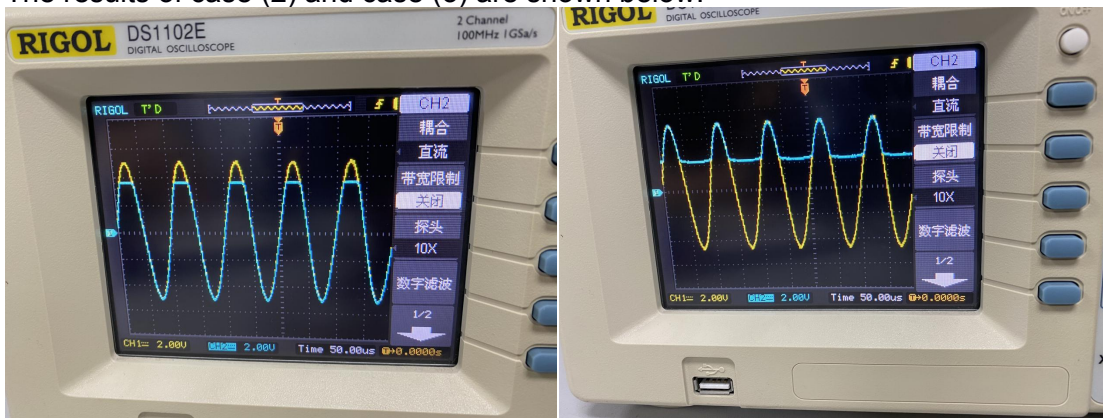 The results of case (2) and case (3) are shown below:
RIGOL DS1102E
DIGITAL OSCILLOSCOPE
2 Channel
100MHz 1GSa/s
RIGOL T'D
CH2
耦合
直流
带宽限制
关闭
探头
10X
数字滤波
1/2
CH1= 2.00V CH2= 2.00V Time 50.00us T→0.0000s
RIGOL
DIGITAL OSCILLOSCOPE
RIGOL T'D
CH2
耦合
直流
带宽限制
关闭
探头
10X
数字滤波
1/2
CH1= 2.00V CH2= 2.00V Time 50.00us T→0.0000s